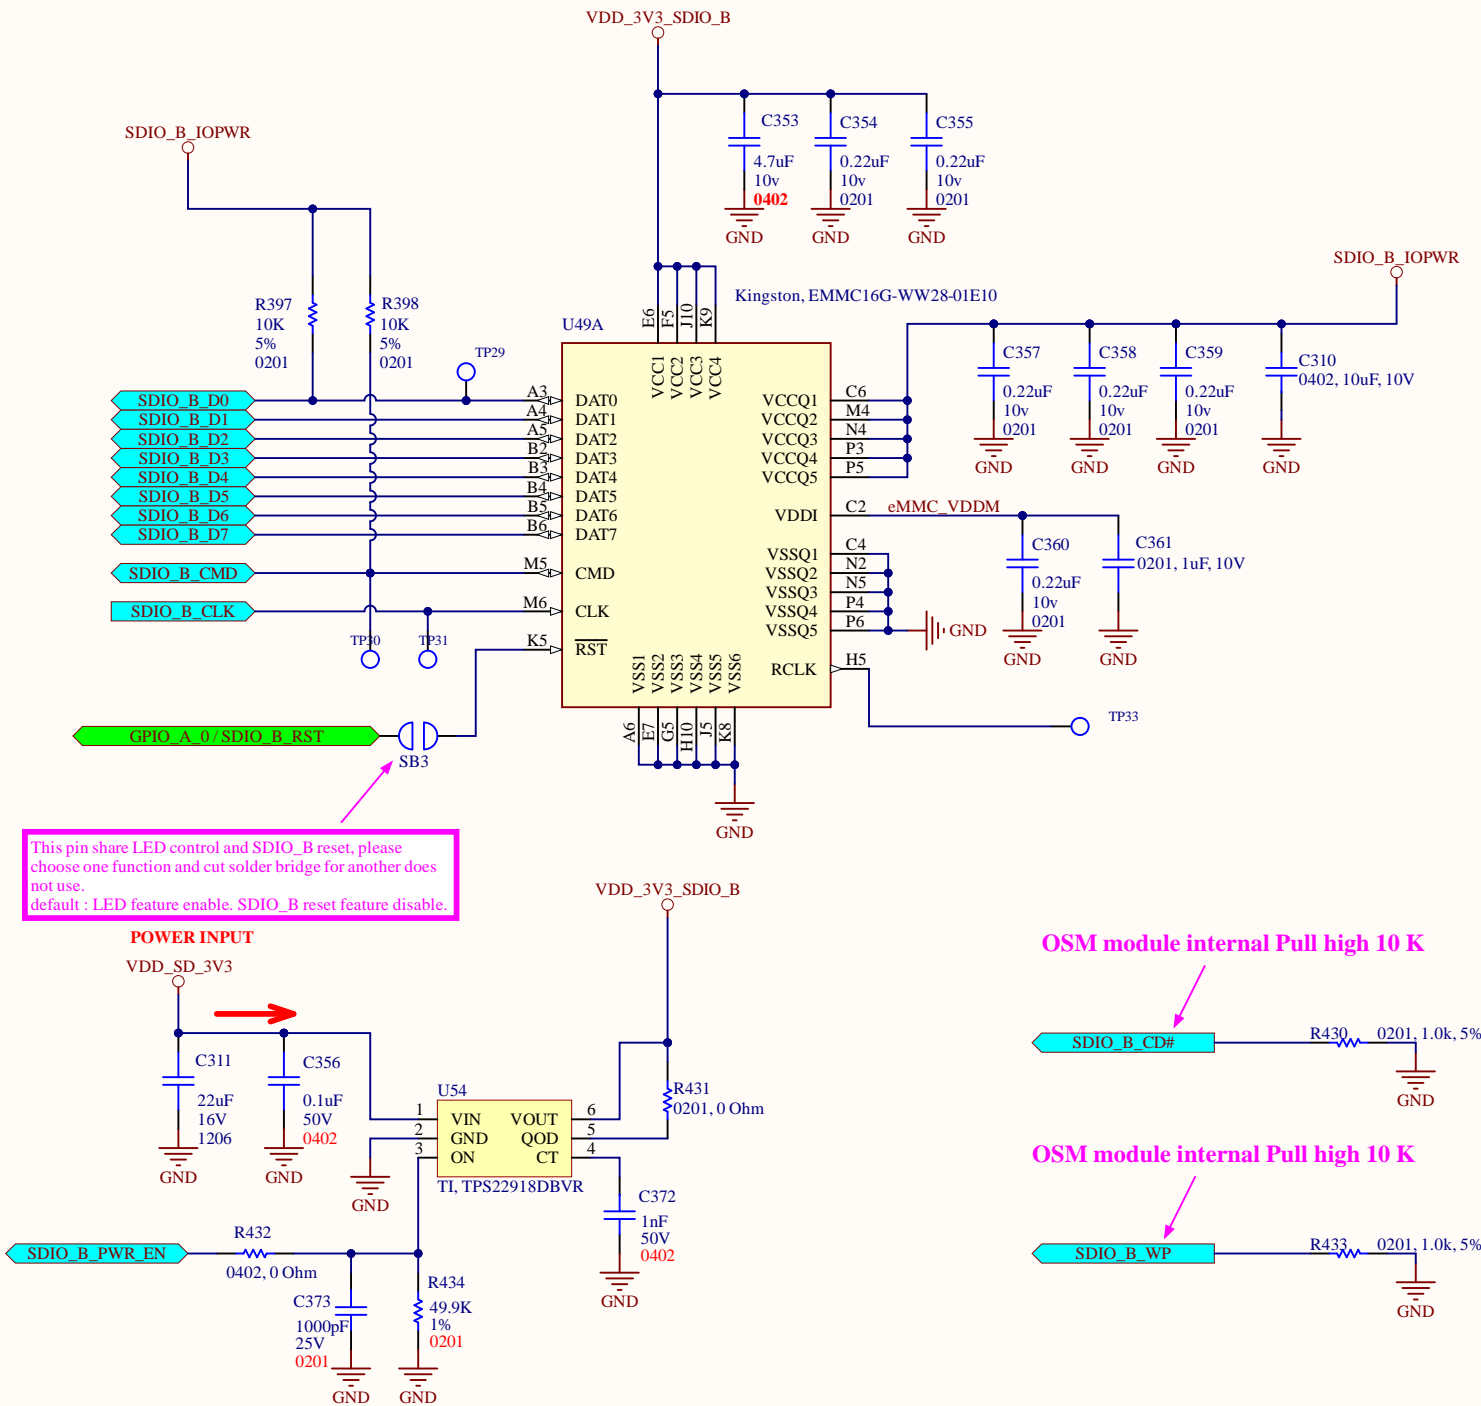 VDD_3V3_SDIO_B
C353
4.7uF
10v
0402
GND
C354
0.22uF
10v
0201
GND
C355
0.22uF
10v
0201
GND
SDIO_B_IOPWR
R397
10K
5%
0201
R398
10K
5%
0201
TP29
SDIO_B_IOPWR
Kingston, EMMC16G-WW28-01E10
U49A
E6
F5
J10
K9
VCC1
VCC2
VCC3
VCC4
C357
0.22uF
10v
0201
GND
C358
0.22uF
10v
0201
GND
C359
0.22uF
10v
0201
GND
C310
0402, 10uF, 10V
GND
SDIO_B_D0
A3
DAT0
VCCQ1
C6
SDIO_B_D1
A4
DAT1
VCCQ2
M4
SDIO_B_D2
A5
DAT2
VCCQ3
N4
SDIO_B_D3
B2
DAT3
VCCQ4
P3
SDIO_B_D4
B3
DAT4
VCCQ5
P5
SDIO_B_D5
B4
DAT5
SDIO_B_D6
B5
DAT6
VDDI
C2
eMMC_VDDM
SDIO_B_D7
B6
DAT7
C360
0.22uF
10v
0201
GND
C361
0201, 1uF, 10V
GND
VSSQ1
C4
SDIO_B_CMD
M5
CMD
VSSQ2
N2
VSSQ3
N5
SDIO_B_CLK
M6
CLK
VSSQ4
P4
VSSQ5
P6
GND
TP30
TP31
K5
RST
RCLK
H5
VSS1
VSS2
VSS3
VSS4
VSS5
VSS6
A6
E7
G5
H10
J5
K8
TP33
GPIO_A_0 / SDIO_B_RST
SB3
GND
This pin share LED control and SDIO_B reset, please
choose one function and cut solder bridge for another does
not use.
default : LED feature enable. SDIO_B reset feature disable.
POWER INPUT
VDD_SD_3V3
C311
22uF
16V
1206
GND
C356
0.1uF
50V
0402
GND
VDD_3V3_SDIO_B
R431
0201, 0 Ohm
U54
1
VIN
VOUT
6
2
GND
QOD
5
3
ON
CT
4
TI, TPS22918DBVR
GND
C372
1nF
50V
0402
GND
SDIO_B_PWR_EN
R432
0402, 0 Ohm
C373
1000pF
25V
0201
GND
R434
49.9K
1%
0201
GND
OSM module internal Pull high 10 K
SDIO_B_CD#
R430
0201, 1.0k, 5%
GND
OSM module internal Pull high 10 K
SDIO_B_WP
R433
0201, 1.0k, 5%
GND